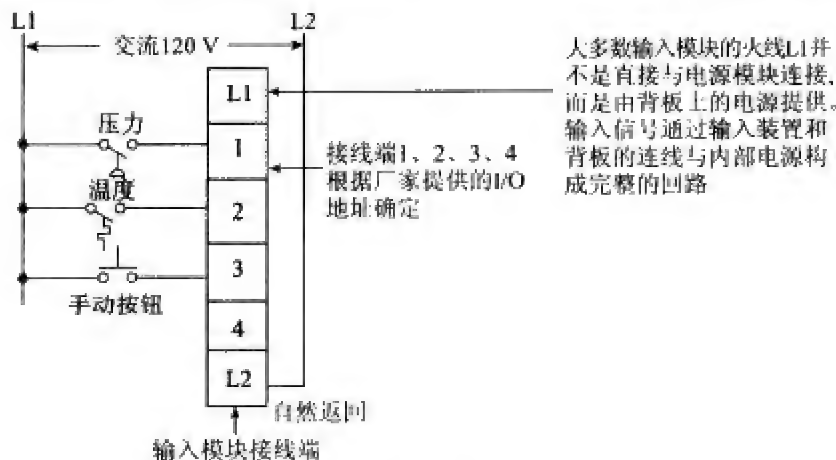 L1
L2
交流120 V
大多数输入模块的火线L1并
不是直接与电源模块连接,
而是由背板上的电源提供。
输入信号通过输入装置和
背板的连线与内部电源构
成完整的回路
L1
压力
1
接线端1、2、3、4
根据厂家提供的I/O
地址确定
温度
2
3
手动按钮
4
L2
自然返回
输入模块接线端